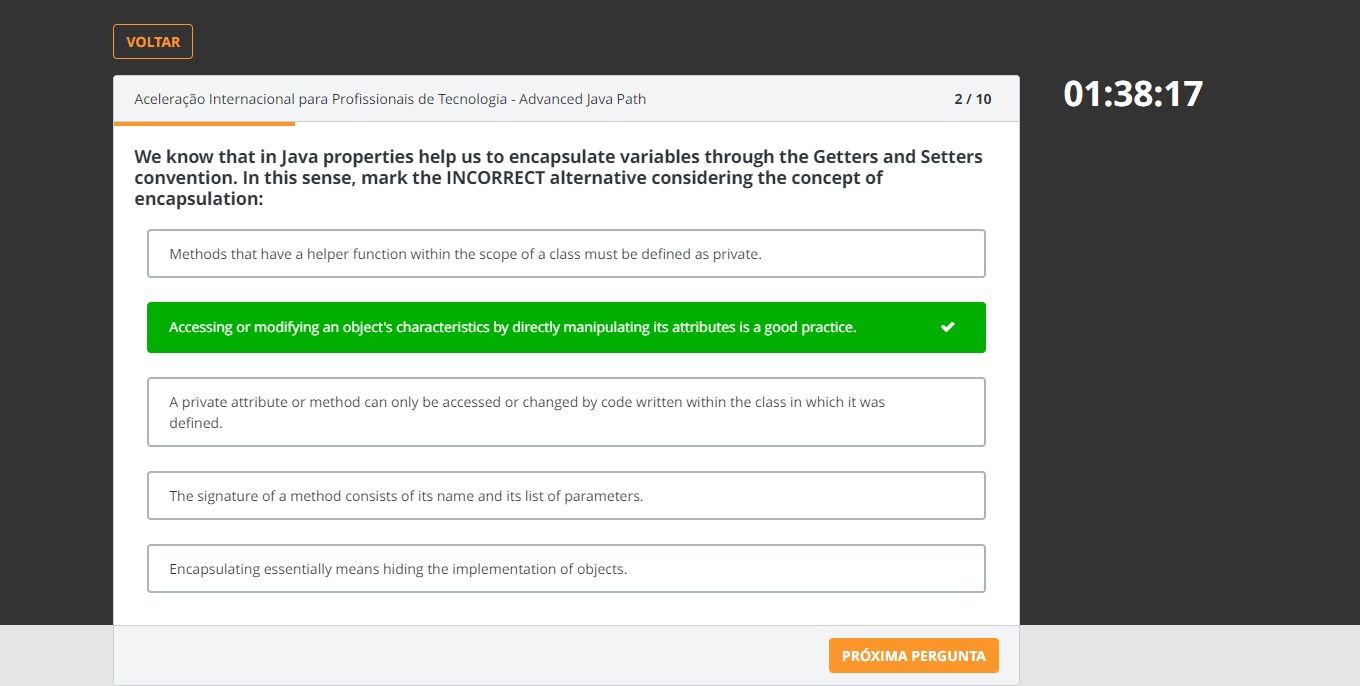 VOLTAR
Aceleração Internacional para Profissionais de Tecnologia - Advanced Java Path
2 / 10
01:38:17
We know that in Java properties help us to encapsulate variables through the Getters and Setters
convention. In this sense, mark the INCORRECT alternative considering the concept of
encapsulation:
Methods that have a helper function within the scope of a class must be defined as private.
Accessing or modifying an object's characteristics by directly manipulating its attributes is a good practice.
A private attribute or method can only be accessed or changed by code written within the class in which it was
defined.
The signature of a method consists of its name and its list of parameters.
Encapsulating essentially means hiding the implementation of objects.
PRÓXIMA PERGUNTA